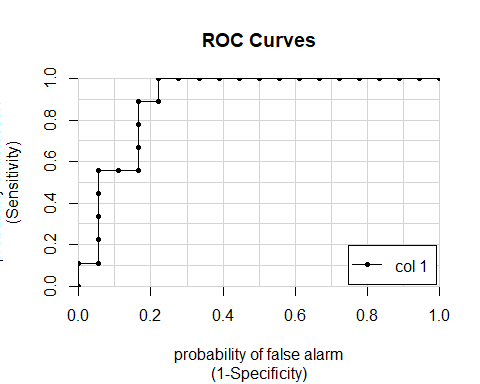 ROC Curves
(Sensitivity)
1.0
0.8
0.6
0.4
0.2
0.0
col 1
0.0 0.2 0.4 0.6 0.8 1.0
probability of false alarm
(1-Specificity)